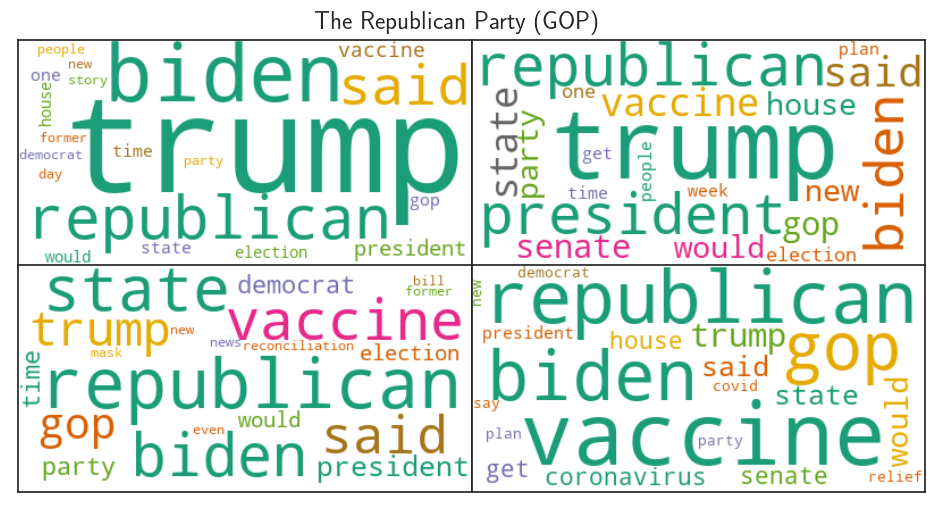 The Republican Party (GOP)
people
new
one
story
house
biden
vaccine
said
former
democrat
day
time
trump
party
republican
gop
state
would
election
president
republican
plan
said
one
vaccine
house
state
party
trump
get
people
time
week
new
biden
president
gop
senate
would
election
state
democrat
bill
former
trump
new
vaccine
news
reconciliation
mask
election
time
republican
gop
even
would
said
party
biden
president
democrat
new
republican
president
house
trump
gop
biden
said
covid
state
say
vaccine
would
plan
party
get
coronavirus
senate
relief